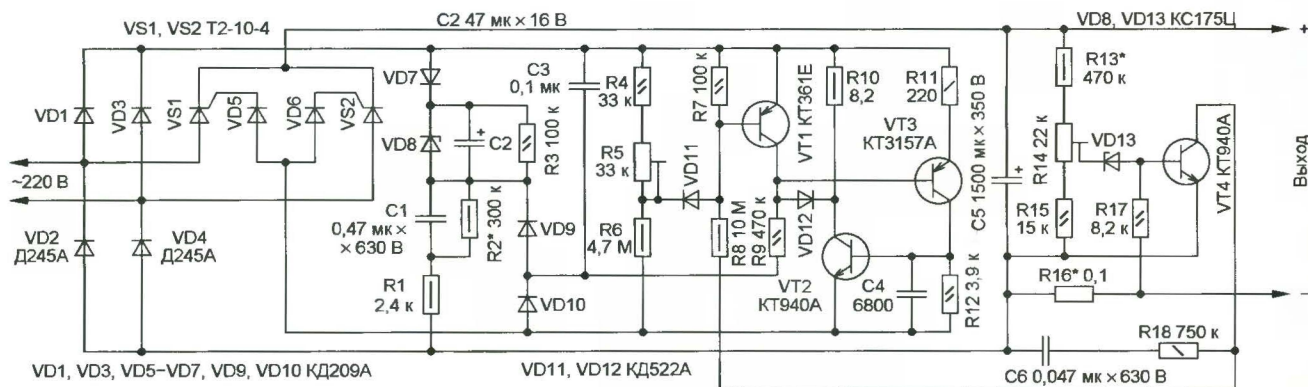 VS1, VS2 Т2-10-4
C2 47 мк × 16 В
VD8, VD13 КС175Ц
VD1
VD3
VS1
VD5
VD6
VS2
VD7
VD8
C2
R3 100 к
C3
0,1 мк
R4
33 к
R5
33 к
R6
4,7 М
VD11
R7 100 к
R8 10 М
R9 470 к
VT1 КТ361Е
VD12
R10
8,2
R11
220
VT3
КТ3157А
C5 1500 мк × 350 В
R13*
470 к
R14 22 к
VD13
VT4 КТ940А
R15
15 к
R17
8,2 к
Выход
+
−
~220 В
VD2
Д245А
VD4
Д245А
C1
0,47 мк ×
× 630 В
R2* 300 к
R1
2,4 к
VD9
VD10
VT2
КТ940А
C4
6800
R12 3,9 к
R16* 0,1
R18 750 к
C6 0,047 мк × 630 В
VD1, VD3, VD5–VD7, VD9, VD10 КД209А
VD11, VD12 КД522А